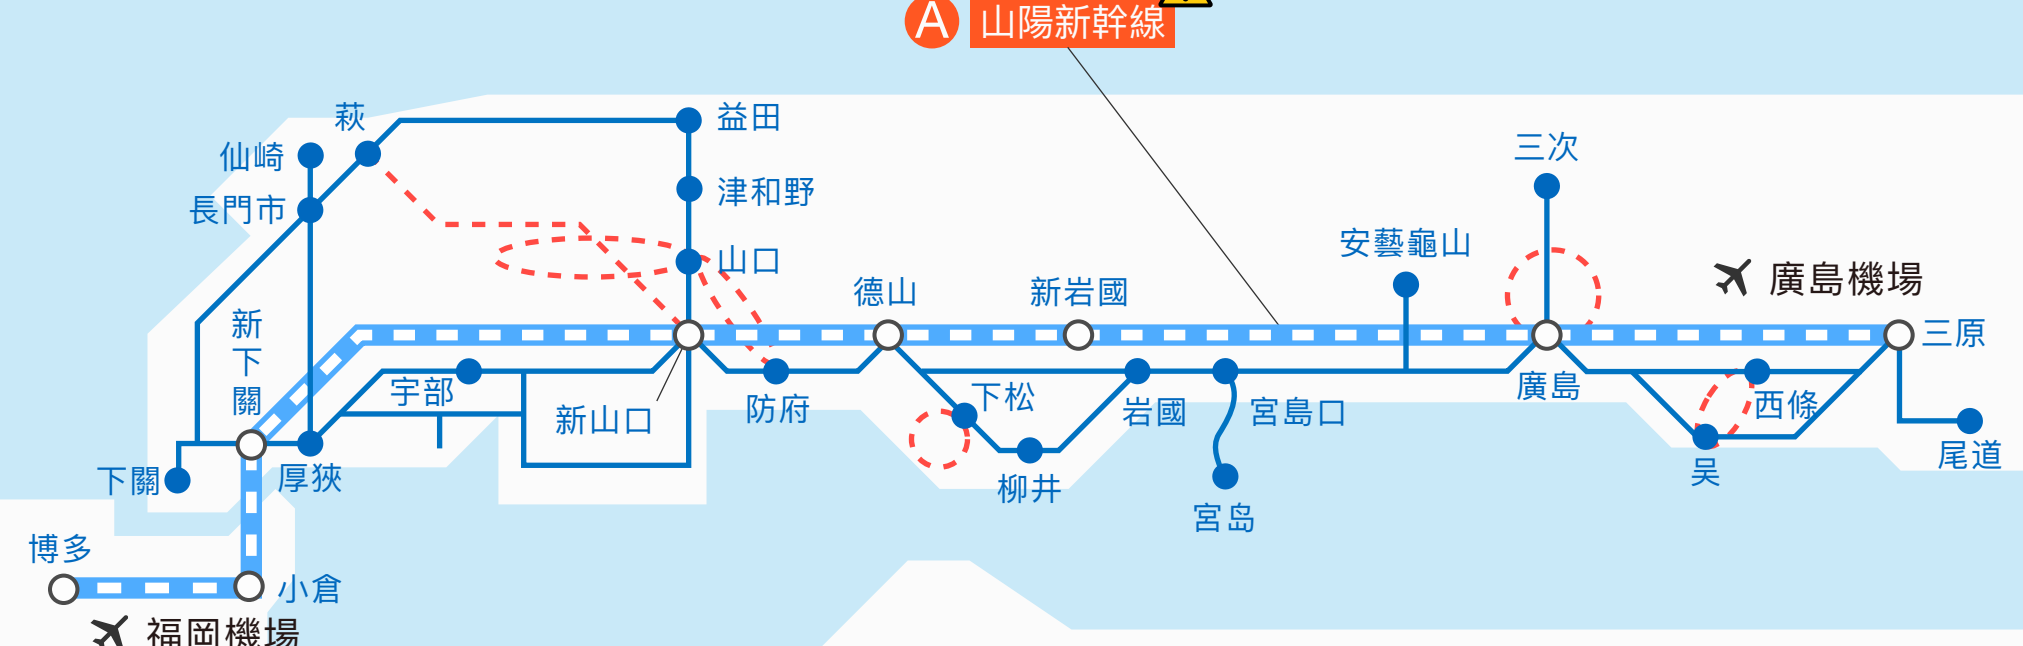 A 山陽新幹線
萩
益田
仙崎
三次
津和野
長門市
安藝龜山
山口
廣島機場
德山
新岩國
新下關
三原
宇部
廣島
下松
西條
防府
岩國
宮島口
新山口
尾道
吴
下關
厚狹
柳井
宮岛
博多
小倉
福岡機場